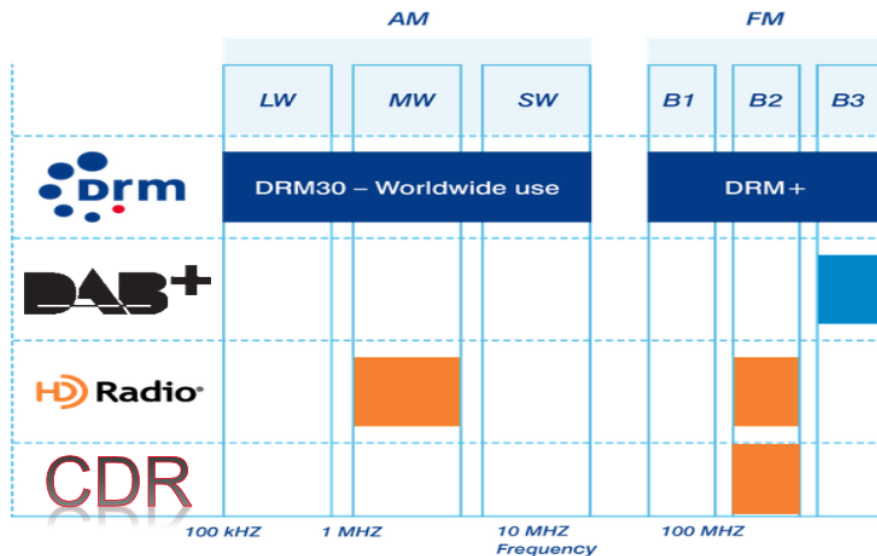 AM FM
LW MW SW B1 B2 B3
Drm DRM30 – Worldwide use DRM+
DAB+
HD Radio®
CDR
100 kHZ 1 MHZ 10 MHZ 100 MHZ
Frequency